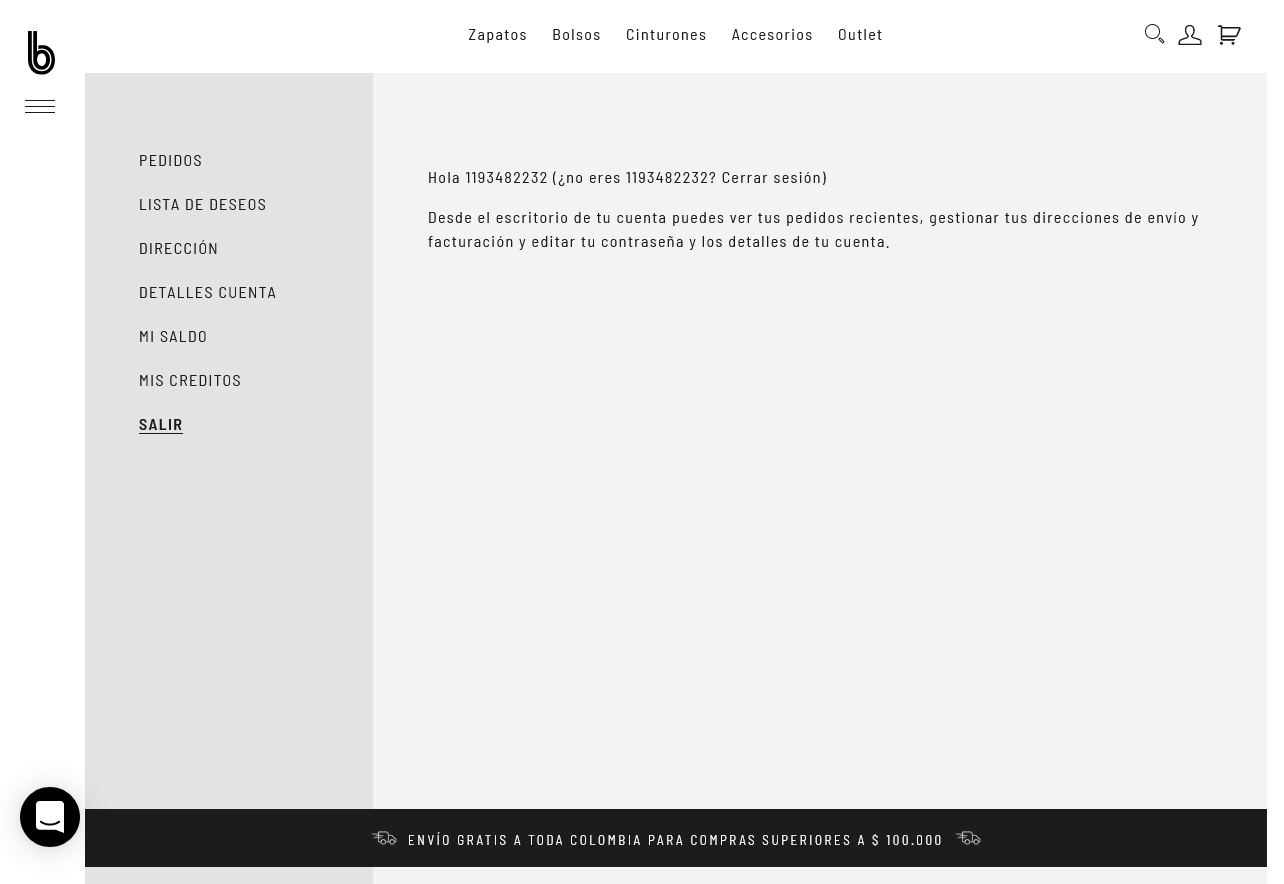 b
Zapatos Bolsos Cinturones Accesorios Outlet
PEDIDOS
LISTA DE DESEOS
DIRECCIÓN
DETALLES CUENTA
MI SALDO
MIS CREDITOS
SALIR
Hola 1193482232 (¿no eres 1193482232? Cerrar sesión)
Desde el escritorio de tu cuenta puedes ver tus pedidos recientes, gestionar tus direcciones de envío y
facturación y editar tu contraseña y los detalles de tu cuenta.
ENVÍO GRATIS A TODA COLOMBIA PARA COMPRAS SUPERIORES A $ 100.000